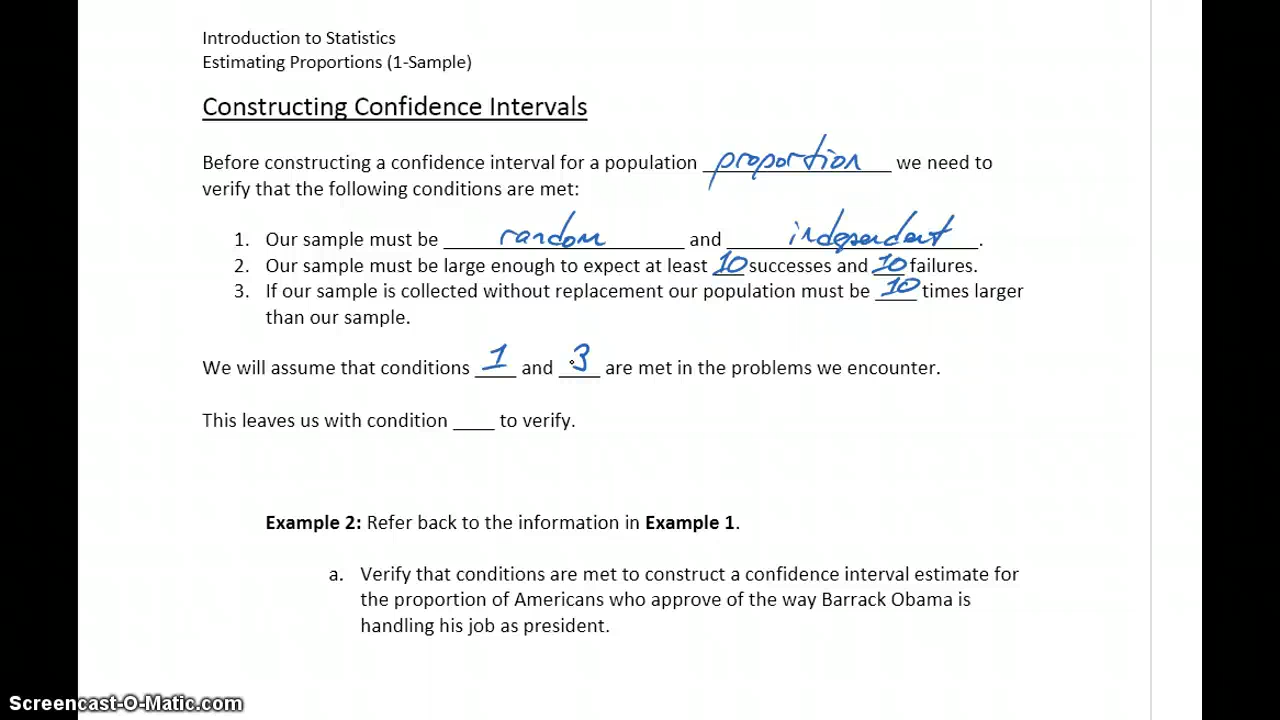 Introduction to Statistics
Estimating Proportions (1-Sample)
Constructing Confidence Intervals
Before constructing a confidence interval for a population proportion we need to
verify that the following conditions are met:
1. Our sample must be random and independent.
2. Our sample must be large enough to expect at least 10 successes and 10 failures.
3. If our sample is collected without replacement our population must be 10 times larger
than our sample.
We will assume that conditions 1 and 3 are met in the problems we encounter.
This leaves us with condition ____ to verify.
Example 2: Refer back to the information in Example 1.
a. Verify that conditions are met to construct a confidence interval estimate for
the proportion of Americans who approve of the way Barrack Obama is
handling his job as president.
Screencast-O-Matic.com